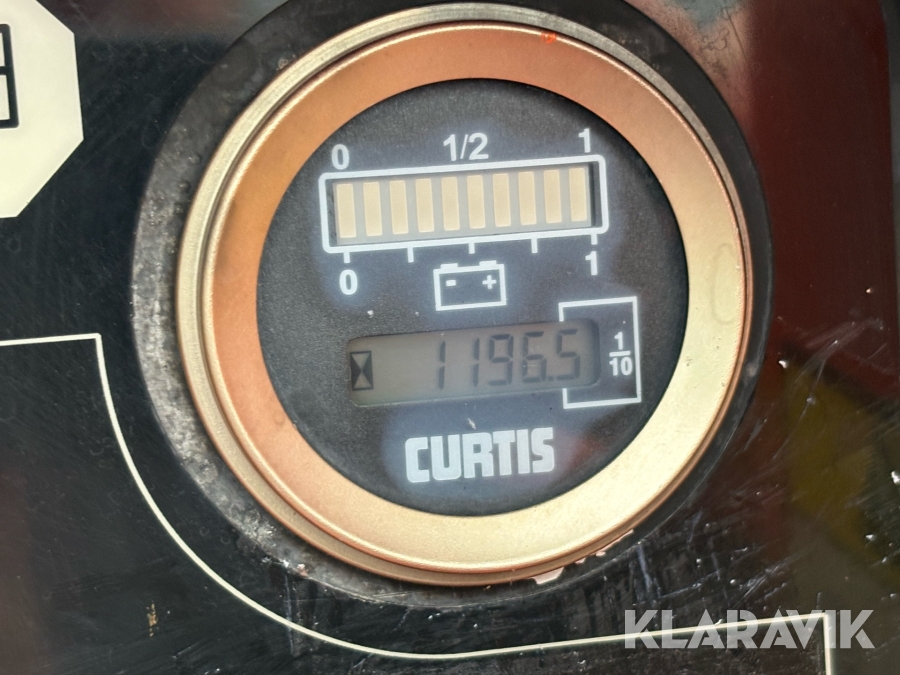 0 1/2 1
0 1
- +
1196.5
1/10
CURTIS
KLARAVIK